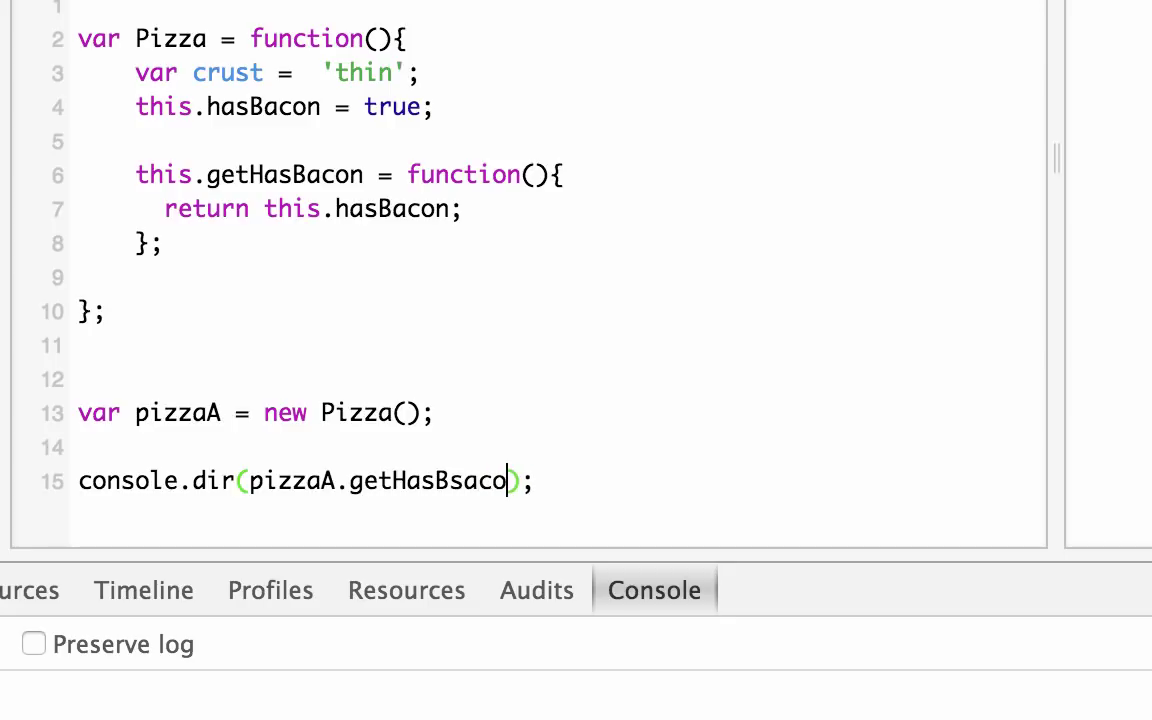 1
2 var Pizza = function(){
3 var crust = 'thin';
4 this.hasBacon = true;
5
6 this.getHasBacon = function(){
7 return this.hasBacon;
8 };
9
10 };
11
12
13 var pizzaA = new Pizza();
14
15 console.dir(pizzaA.getHasBsaco);
urces Timeline Profiles Resources Audits Console
Preserve log